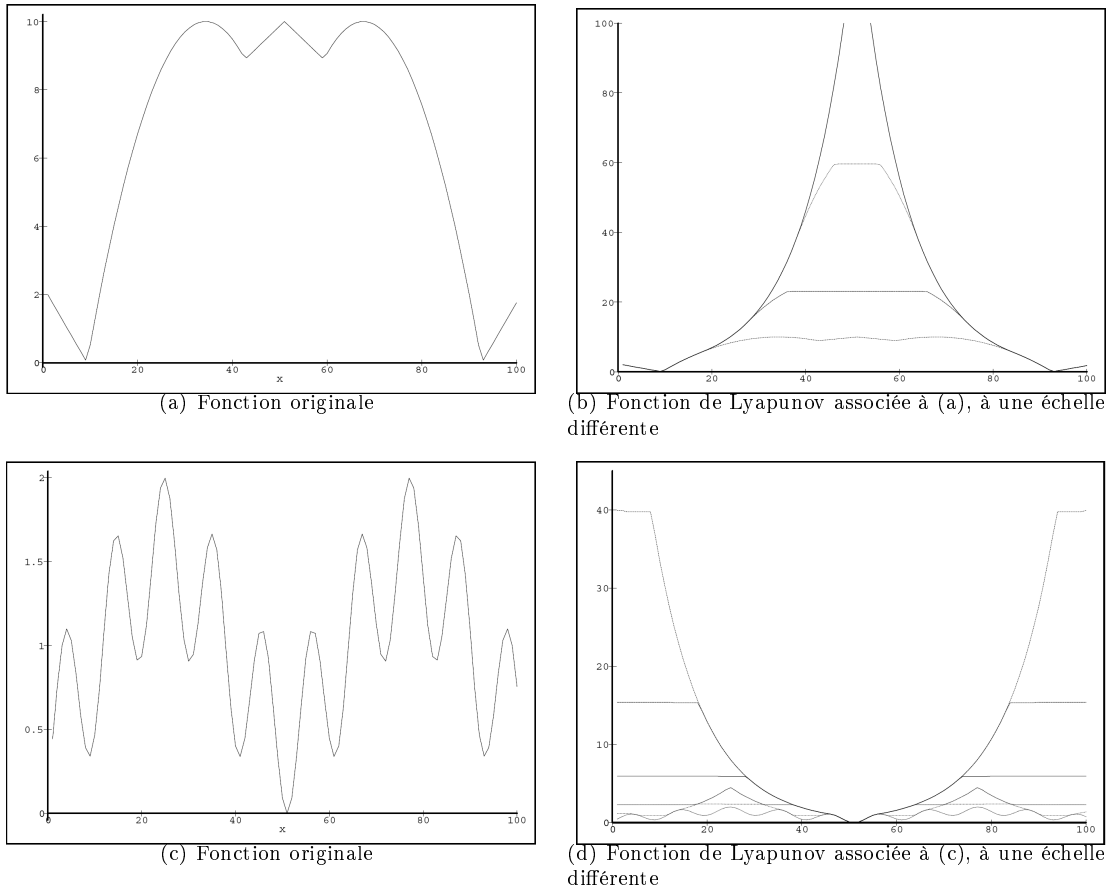 10
8
6
4
2
0
0 20 40 60 80 100
x
(a) Fonction originale
100
80
60
40
20
0
0 20 40 60 80 100
(b) Fonction de Lyapunov associée à (a), à une échelle
différente
2
1.5
1
0.5
0
0 20 40 60 80 100
x
(c) Fonction originale
40
30
20
10
0
20 40 60 80 100
(d) Fonction de Lyapunov associée à (c), à une échelle
différente